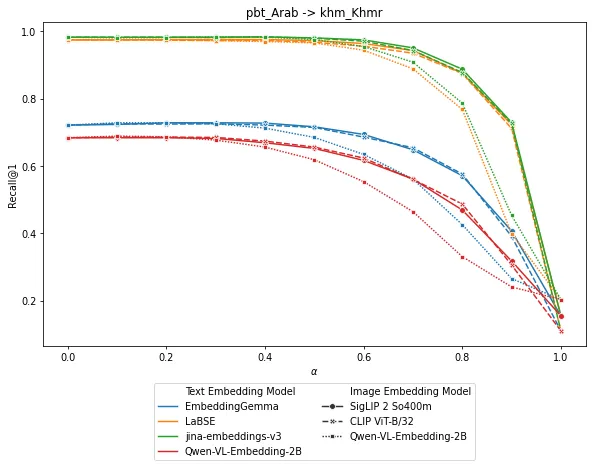 pbt_Arab -> khm_Khmr
1.0
0.8
0.6
0.4
0.2
Recall@1
0.0 0.2 0.4 0.6 0.8 1.0
α
Text Embedding Model Image Embedding Model
EmbeddingGemma SigLIP 2 So400m
LaBSE CLIP ViT-B/32
jina-embeddings-v3 Qwen-VL-Embedding-2B
Qwen-VL-Embedding-2B